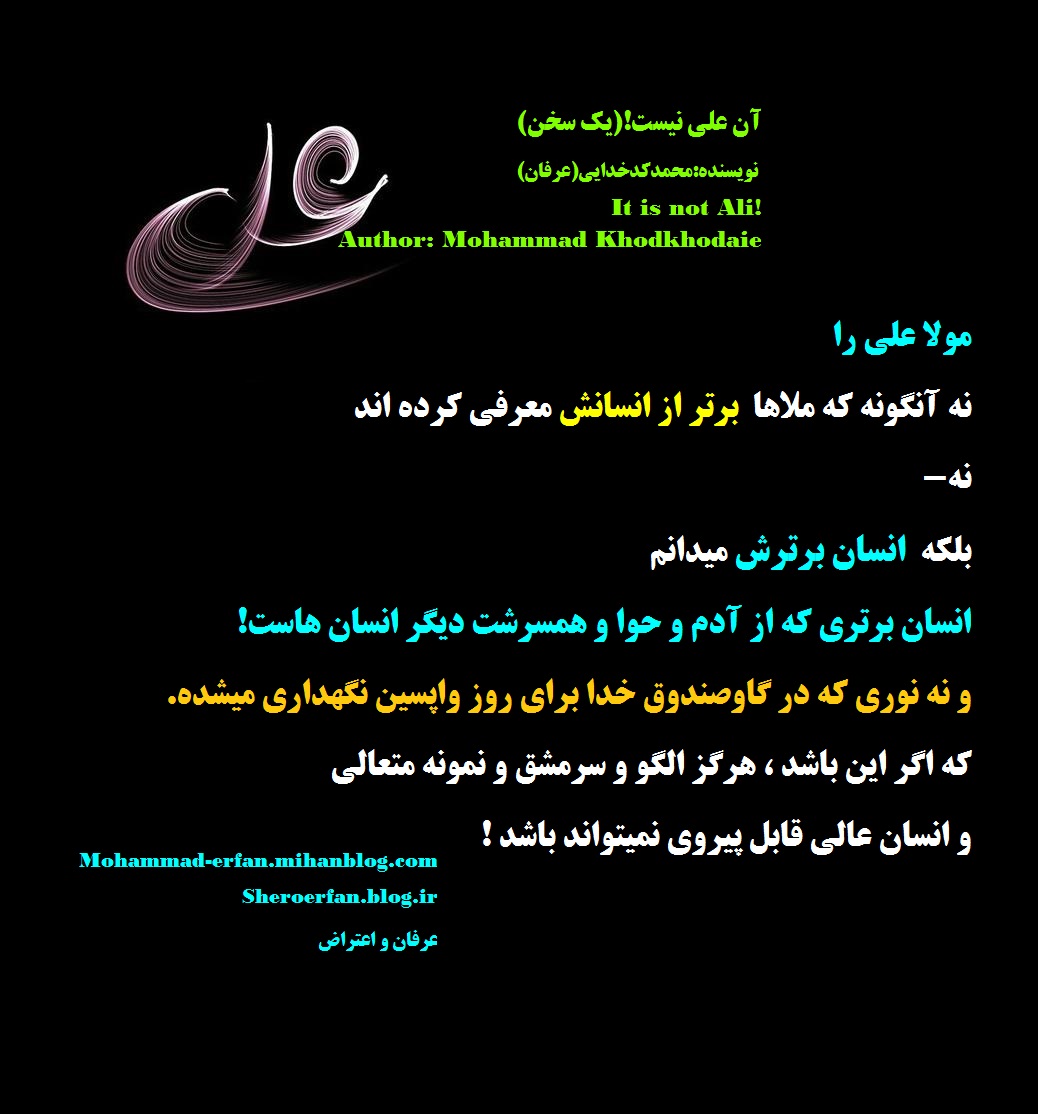 علی
آن علی نیست!(یک سخن)
نویسنده:محمدکدخدایی(عرفان)
It is not Ali!
Author: Mohammad Khodkhodaie
مولا علی را
نه آنگونه که ملاها برتر از انسانش معرفی کرده اند
نه–
بلکه انسان برترش میدانم
انسان برتری که از آدم و حوا و همسرشت دیگر انسان هاست!
و نه نوری که در گاوصندوق خدا برای روز واپسین نگهداری میشده.
که اگر این باشد ، هرگز الگو و سرمشق و نمونه متعالی
و انسان عالی قابل پیروی نمیتواند باشد !
Mohammad-erfan.mihanblog.com
Sheroerfan.blog.ir
عرفان و اعتراض